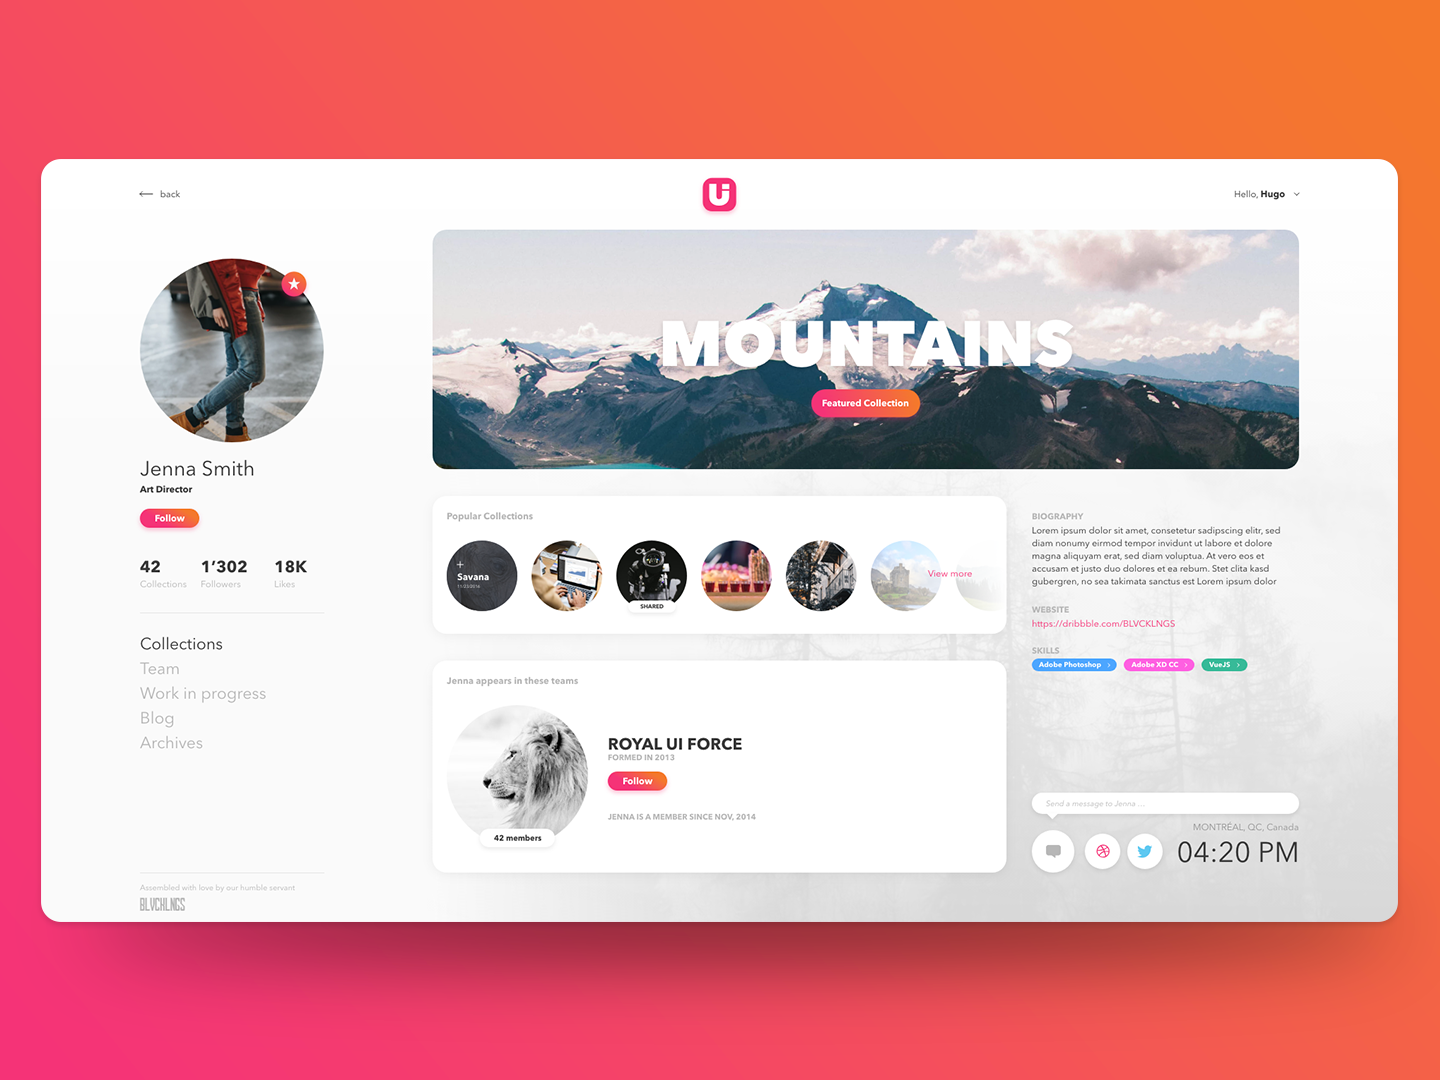 back
Ui
Hello, Hugo
Jenna Smith
Art Director
Follow
42
Collections
1'302
Followers
18K
Likes
Collections
Team
Work in progress
Blog
Archives
Assembled with love by our humble servant
BLVCKLNGS
MOUNTAINS
Featured Collection
Popular Collections
+
Savana
11/23/2016
SHARED
View more
Jenna appears in these teams
42 members
ROYAL UI FORCE
FORMED IN 2013
Follow
JENNA IS A MEMBER SINCE NOV, 2014
BIOGRAPHY
Lorem ipsum dolor sit amet, consetetur sadipscing elitr, sed
diam nonumy eirmod tempor invidunt ut labore et dolore
magna aliquyam erat, sed diam voluptua. At vero eos et
accusam et justo duo dolores et ea rebum. Stet clita kasd
gubergren, no sea takimata sanctus est Lorem ipsum dolor
WEBSITE
https://dribbble.com/BLVCKLNGS
SKILLS
Adobe Photoshop >
Adobe XD CC >
VueJS >
Send a message to Jenna ...
MONTRÉAL, QC, Canada
04:20 PM